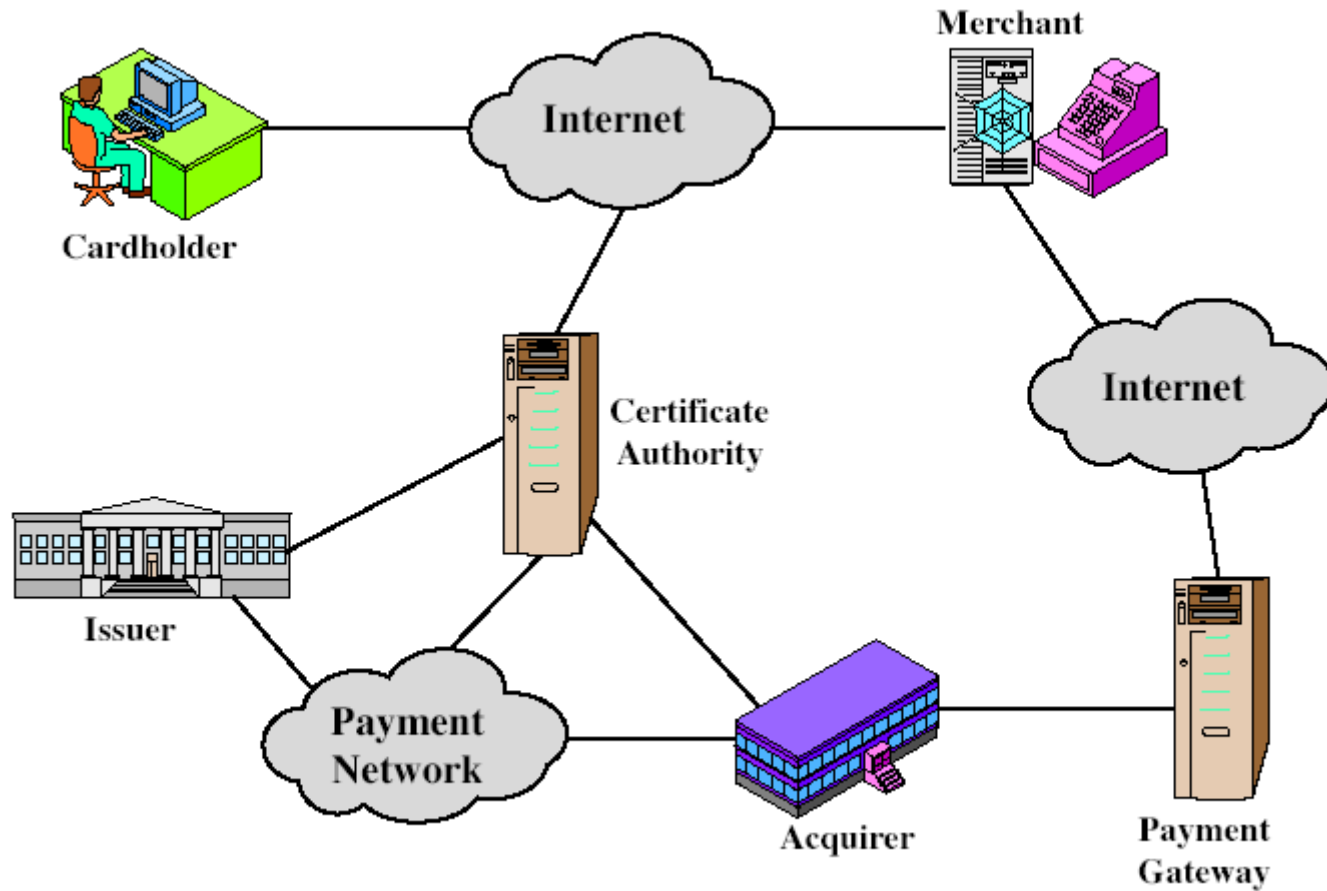 Merchant
Internet
Cardholder
Internet
Certificate
Authority
Issuer
Payment
Network
Acquirer
Payment
Gateway